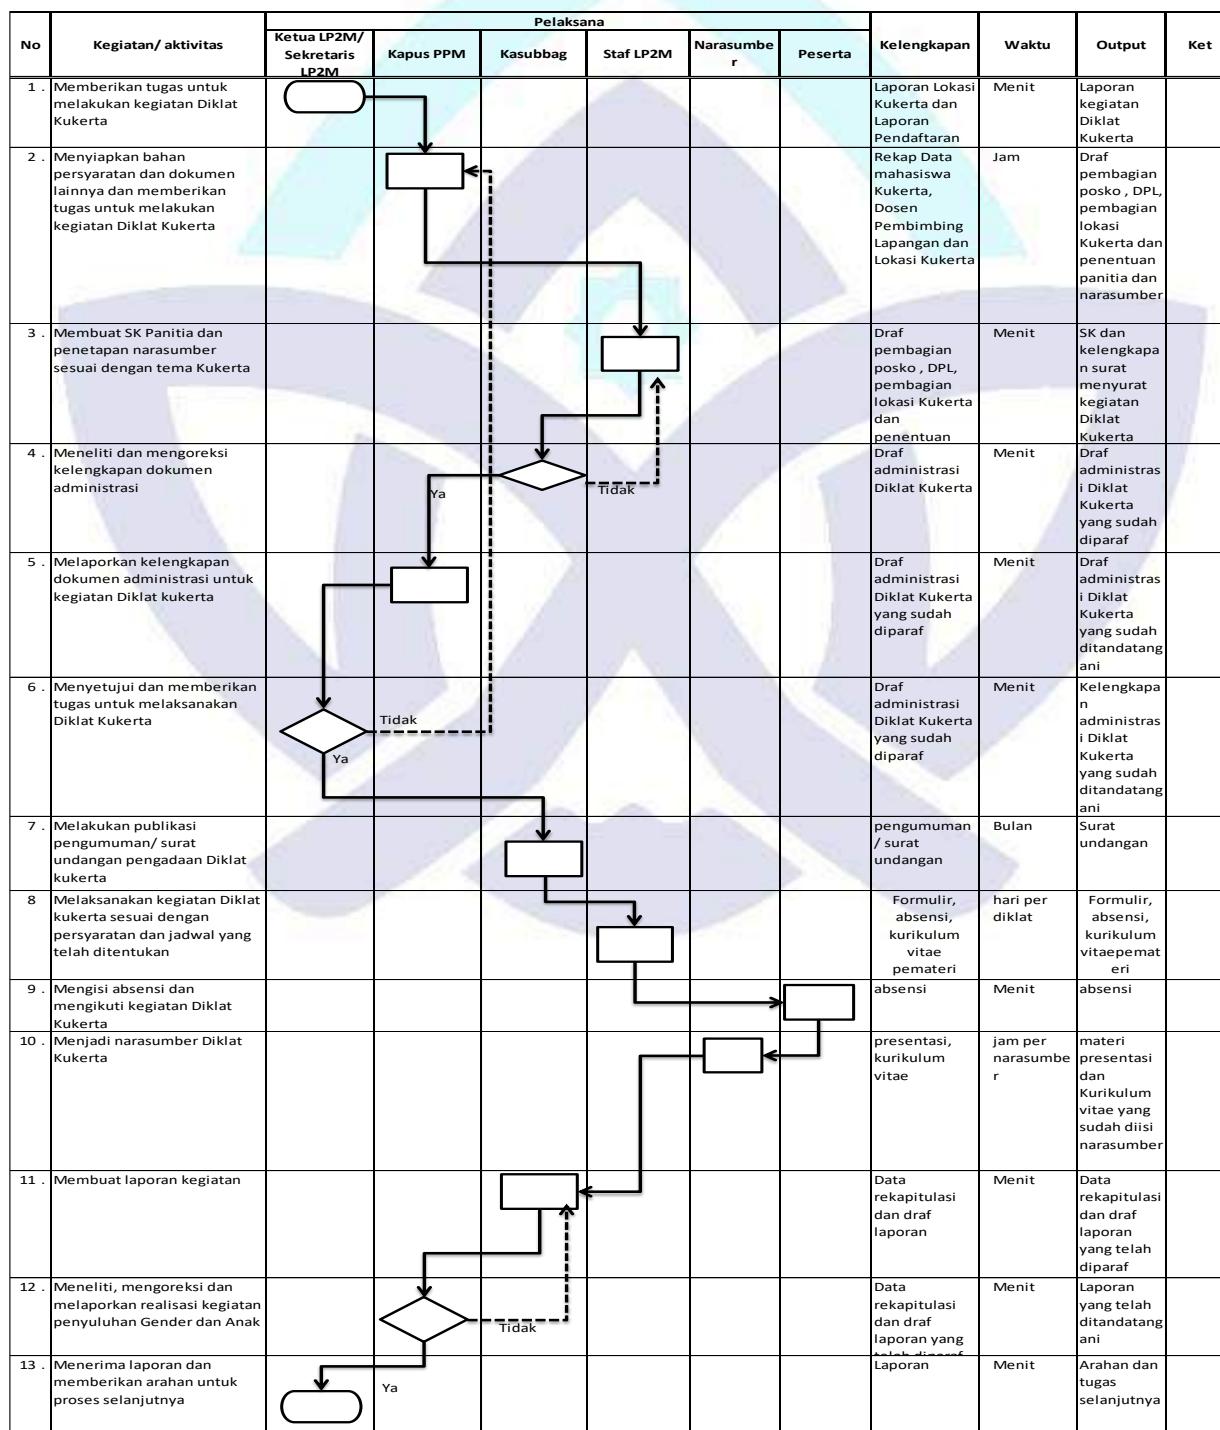 Pelaksana
No
Kegiatan/ aktivitas
Ketua LP2M/
Sekretaris
LP2M
Kapus PPM
Kasubbag
Staf LP2M
Narasumbe
r
Peserta
Kelengkapan
Waktu
Output
Ket
1 .
Memberikan tugas untuk
melakukan kegiatan Diklat
Kukerta
Laporan Lokasi
Kukerta dan
Laporan
Pendaftaran
Menit
Laporan
kegiatan
Diklat
Kukerta
2 .
Menyiapkan bahan
persyaratan dan dokumen
lainnya dan memberikan
tugas untuk melakukan
kegiatan Diklat Kukerta
Rekap Data
mahasiswa
Kukerta,
Dosen
Pembimbing
Lapangan dan
Lokasi Kukerta
Jam
Draf
pembagian
posko , DPL,
pembagian
lokasi
Kukerta dan
penentuan
panitia dan
narasumber
3 .
Membuat SK Panitia dan
penetapan narasumber
sesuai dengan tema Kukerta
Draf
pembagian
posko , DPL,
pembagian
lokasi Kukerta
dan
penentuan
Menit
SK dan
kelengkapa
n surat
menyurat
kegiatan
Diklat
Kukerta
4 .
Meneliti dan mengoreksi
kelengkapan dokumen
administrasi
Ya
Tidak
Draf
administrasi
Diklat Kukerta
Menit
Draf
administras
i Diklat
Kukerta
yang sudah
diparaf
5 .
Melaporkan kelengkapan
dokumen administrasi untuk
kegiatan Diklat kukerta
Draf
administrasi
Diklat Kukerta
yang sudah
diparaf
Menit
Draf
administras
i Diklat
Kukerta
yang sudah
ditandatang
ani
6 .
Menyetujui dan memberikan
tugas untuk melaksanakan
Diklat Kukerta
Tidak
Ya
Draf
administrasi
Diklat Kukerta
yang sudah
diparaf
Menit
Kelengkapa
n
administras
i Diklat
Kukerta
yang sudah
ditandatang
ani
7 .
Melakukan publikasi
pengumuman/ surat
undangan pengadaan Diklat
kukerta
pengumuman
/ surat
undangan
Bulan
Surat
undangan
8
Melaksanakan kegiatan Diklat
kukerta sesuai dengan
persyaratan dan jadwal yang
telah ditentukan
Formulir,
absensi,
kurikulum
vitae
pemateri
hari per
diklat
Formulir,
absensi,
kurikulum
vitaepemat
eri
9 .
Mengisi absensi dan
mengikuti kegiatan Diklat
Kukerta
absensi
Menit
absensi
10 .
Menjadi narasumber Diklat
Kukerta
presentasi,
kurikulum
vitae
jam per
narasumbe
r
materi
presentasi
dan
Kurikulum
vitae yang
sudah diisi
narasumber
11 .
Membuat laporan kegiatan
Data
rekapitulasi
dan draf
laporan
Menit
Data
rekapitulasi
dan draf
laporan
yang telah
diparaf
12 .
Meneliti, mengoreksi dan
melaporkan realisasi kegiatan
penyuluhan Gender dan Anak
Tidak
Data
rekapitulasi
dan draf
laporan yang
Menit
Laporan
yang telah
ditandatang
ani
13 .
Menerima laporan dan
memberikan arahan untuk
proses selanjutnya
Ya
Laporan
Menit
Arahan dan
tugas
selanjutnya